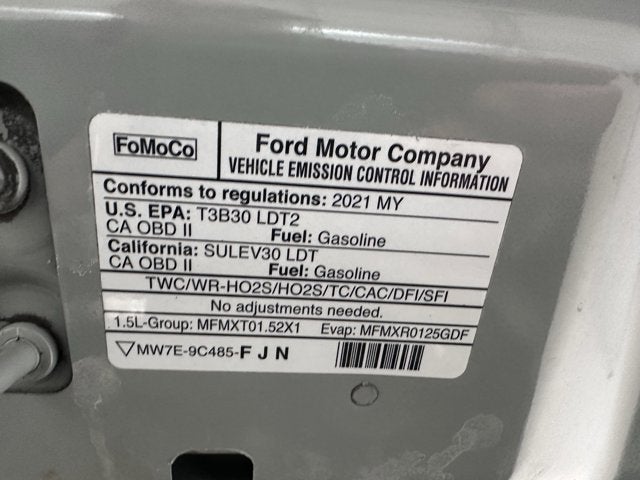 FoMoCo
Ford Motor Company
VEHICLE EMISSION CONTROL INFORMATION
Conforms to regulations: 2021 MY
U.S. EPA: T3B30 LDT2
CA OBD II Fuel: Gasoline
California: SULEV30 LDT
CA OBD II Fuel: Gasoline
TWC/WR-HO2S/HO2S/TC/CAC/DFI/SFI
No adjustments needed.
1.5L-Group: MFMXT01.52X1 Evap: MFMXR0125GDF
▽MW7E-9C485-F J N